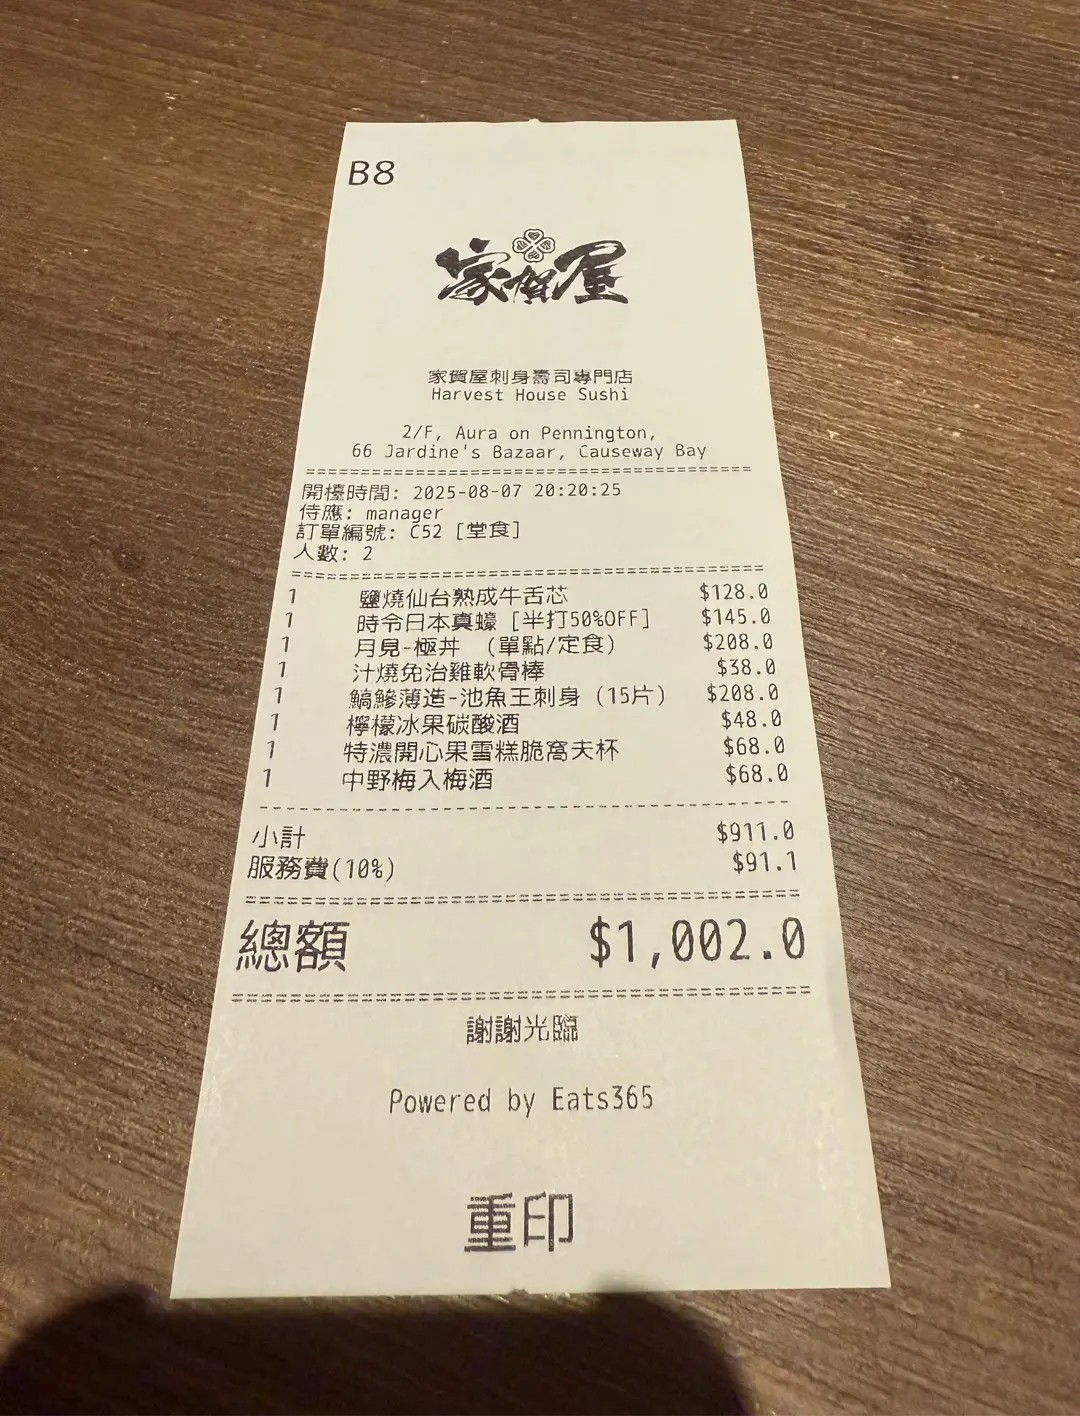 B8
家賀屋
家賀屋刺身壽司專門店
Harvest House Sushi
2/F, Aura on Pennington,
66 Jardine's Bazaar, Causeway Bay
開檯時間: 2025-08-07 20:20:25
侍應: manager
訂單編號: C52 [堂食]
人數: 2
1 鹽燒仙台熟成牛舌芯 $128.0
1 時令日本真蠔 [半打50%OFF] $145.0
1 月見-極丼 (單點/定食) $208.0
1 汁燒免治雞軟骨棒 $38.0
1 鰝鰺薄造-池魚王刺身 (15片) $208.0
1 檸檬冰果碳酸酒 $48.0
1 特濃開心果雪糕脆窩夫杯 $68.0
1 中野梅入梅酒 $68.0
小計 $911.0
服務費(10%) $91.1
總額 $1,002.0
謝謝光臨
Powered by Eats365
重印